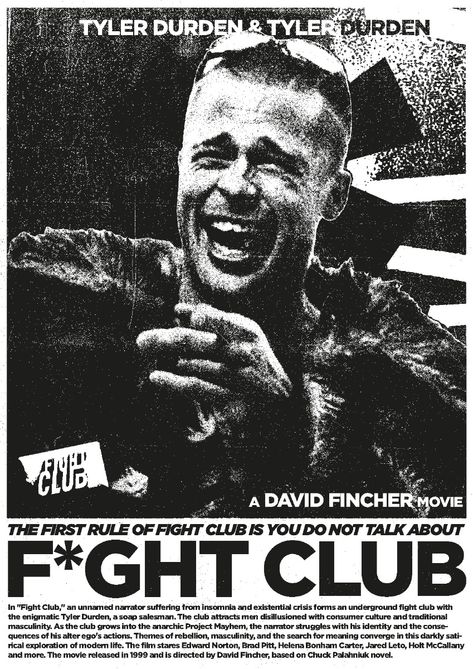 TYLER DURDEN & TYLER DURDEN
FIGHT
CLUB
A DAVID FINCHER MOVIE
THE FIRST RULE OF FIGHT CLUB IS YOU DO NOT TALK ABOUT
F*GHT CLUB
In "Fight Club," an unnamed narrator suffering from insomnia and existential crisis forms an underground fight club with
the enigmatic Tyler Durden, a soap salesman. The club attracts men disillusioned with consumer culture and traditional
masculinity. As the club grows into the anarchic Project Mayhem, the narrator struggles with his identity and the conse-
quences of his alter ego's actions. Themes of rebellion, masculinity, and the search for meaning converge in this darkly sati-
rical exploration of modern life. The film stars Edward Norton, Brad Pitt, Helena Bonham Carter, Jared Leto, Holt McCallany
and more. The movie released in 1999 and is directed by David Fincher, based on Chuck Palahniuk novel.